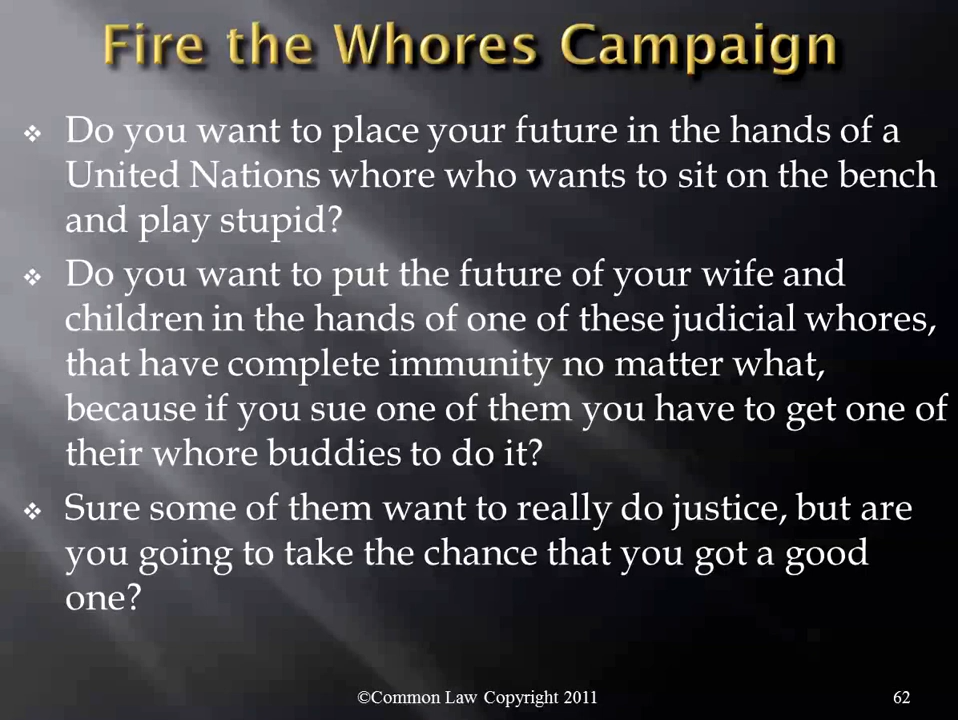 Fire the Whores Campaign
Do you want to place your future in the hands of a
United Nations whore who wants to sit on the bench
and play stupid?
Do you want to put the future of your wife and
children in the hands of one of these judicial whores,
that have complete immunity no matter what,
because if you sue one of them you have to get one of
their whore buddies to do it?
Sure some of them want to really do justice, but are
you going to take the chance that you got a good
one?
©Common Law Copyright 2011 62